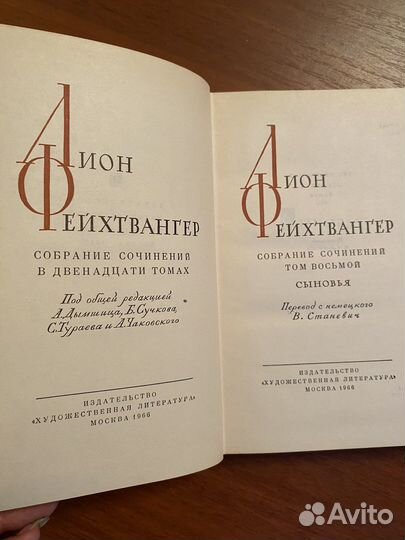 ЛИОН
ФЕЙХТВАНГЕР
СОБРАНИЕ СОЧИНЕНИЙ
В ДВЕНАДЦАТИ ТОМАХ
Под общей редакцией
А.Дымшица, Б.Сучкова,
С.Тураева и А.Чаковского
ИЗДАТЕЛЬСТВО
«ХУДОЖЕСТВЕННАЯ ЛИТЕРАТУРА»
МОСКВА 1966
ЛИОН
ФЕЙХТВАНГЕР
СОБРАНИЕ СОЧИНЕНИЙ
ТОМ ВОСЬМОЙ
СЫНОВЬЯ
Перевод с немецкого
В. Станевич
ИЗДАТЕЛЬСТВО
«ХУДОЖЕСТВЕННАЯ ЛИТЕРАТУРА»
МОСКВА 1966
Avito